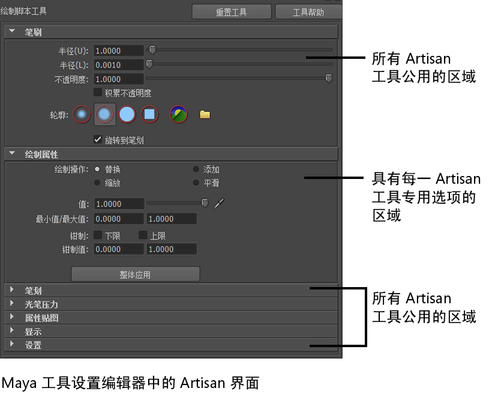 绘制脚本工具 重置工具 工具帮助
笔刷
半径(U): 1.0000
半径(L): 0.0010
不透明度: 1.0000
积累不透明度
轮廓:
旋转到笔划
所有 Artisan
工具公用的区域
绘制属性
绘制操作: 替换 添加
缩放 平滑
值: 1.0000
最小值/最大值: 0.0000 1.0000
钳制: 下限 上限
钳制值: 0.0000 1.0000
整体应用
具有每一 Artisan
工具专用选项的
区域
笔划
光笔压力
属性贴图
显示
设置
所有 Artisan
工具公用的区域
Maya 工具设置编辑器中的 Artisan 界面